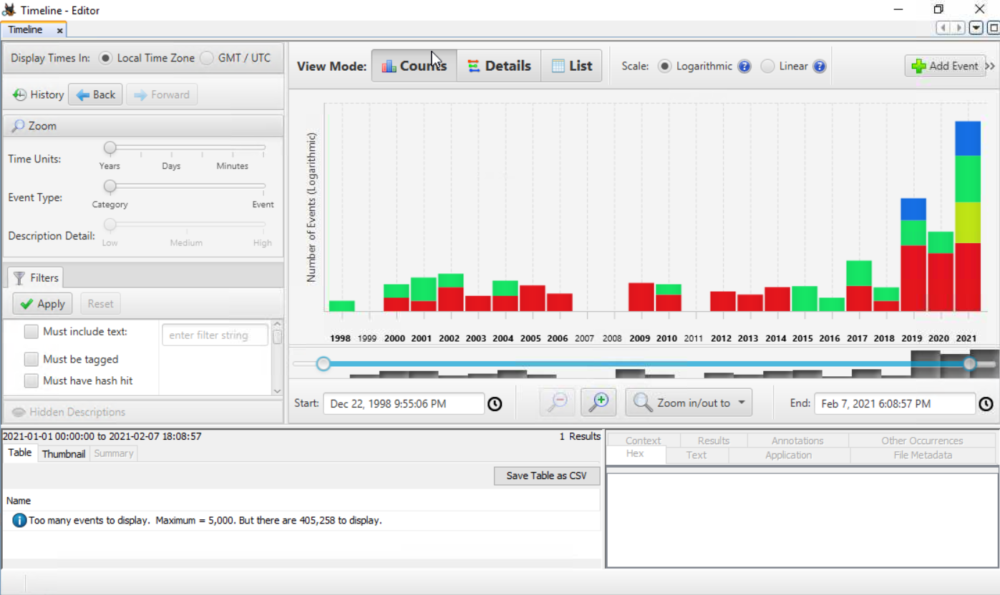 Timeline - Editor
Timeline x
Display Times In: Local Time Zone GMT / UTC
History Back Forward
Zoom
Time Units:
Years Days Minutes
Event Type:
Category Event
Description Detail:
Low Medium High
Filters
Apply Reset
Must include text: enter filter string
Must be tagged
Must have hash hit
Hidden Descriptions
View Mode: Counts Details List Scale: Logarithmic ? Linear ? Add Event >>
Number of Events (Logarithmic)
1998 1999 2000 2001 2002 2003 2004 2005 2006 2007 2008 2009 2010 2011 2012 2013 2014 2015 2016 2017 2018 2019 2020 2021
Start: Dec 22, 1998 9:55:06 PM Zoom in/out to End: Feb 7, 2021 6:08:57 PM
2021-01-01 00:00:00 to 2021-02-07 18:08:57 1 Results
Table Thumbnail Summary
Save Table as CSV
Name
Too many events to display. Maximum = 5,000. But there are 405,258 to display.
Context Results Annotations Other Occurrences
Hex Text Application File Metadata